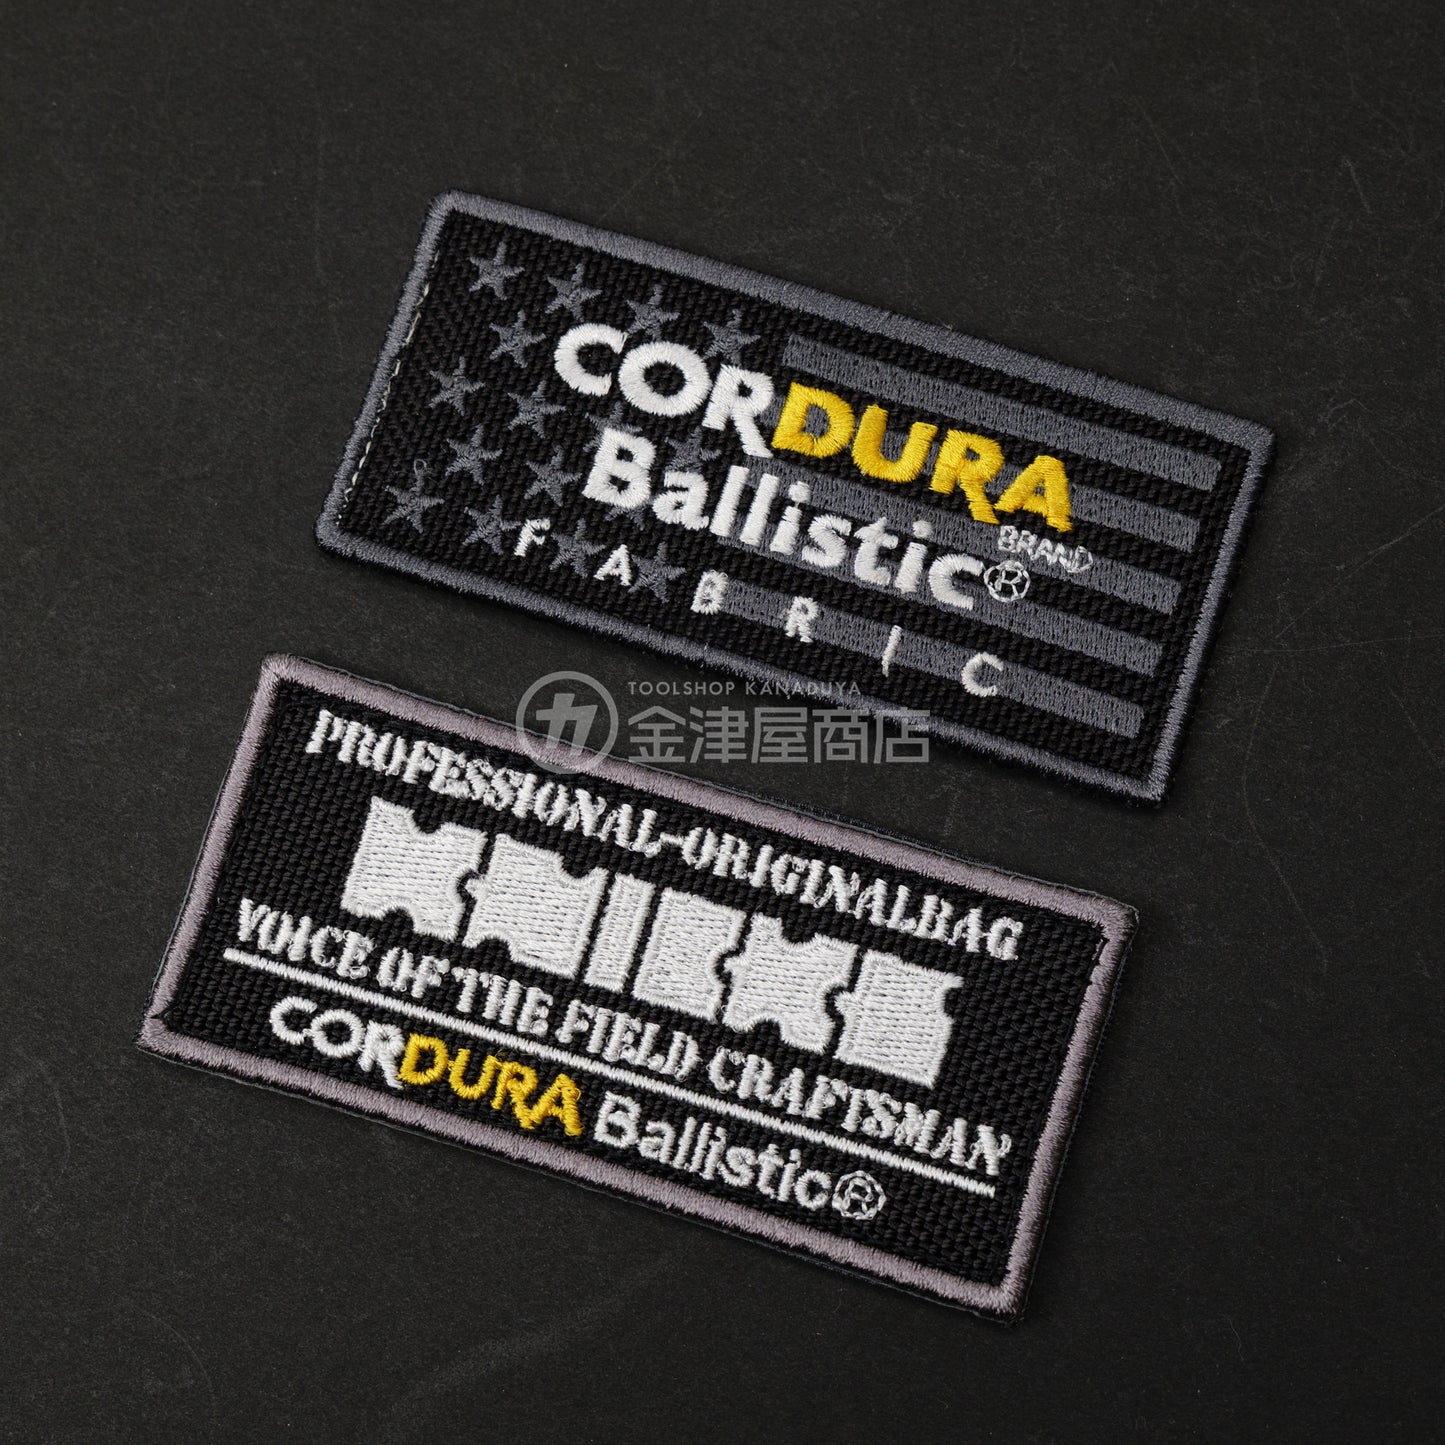 CORDURA
BRAND
Ballistic®
FABRIC
TOOLSHOP KANADUYA
金津屋商店
PROFESSIONAL-ORIGINALBAG
KNICKS
VOICE OF THE FIELD CRAFTSMAN
CORDURA Ballistic®